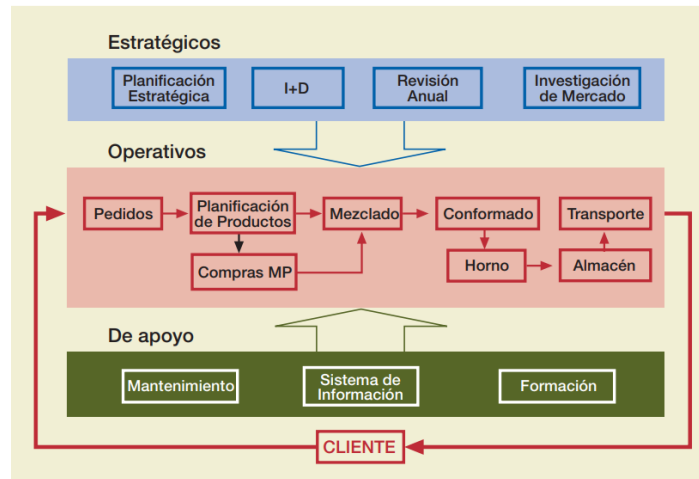 Estratégicos
Planificación
Estratégica
I+D
Revisión
Anual
Investigación
de Mercado
Operativos
Pedidos
Planificación
de Productos
Mezclado
Conformado
Transporte
Compras MP
Horno
Almacén
De apoyo
Mantenimiento
Sistema de
Información
Formación
CLIENTE